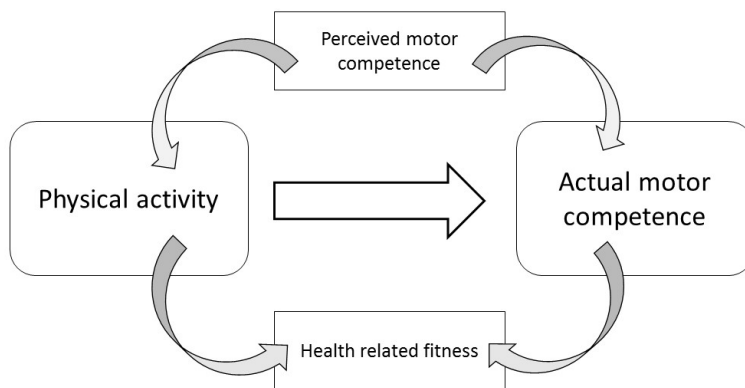 Perceived motor
competence
Physical activity
Actual motor
competence
Health related fitness